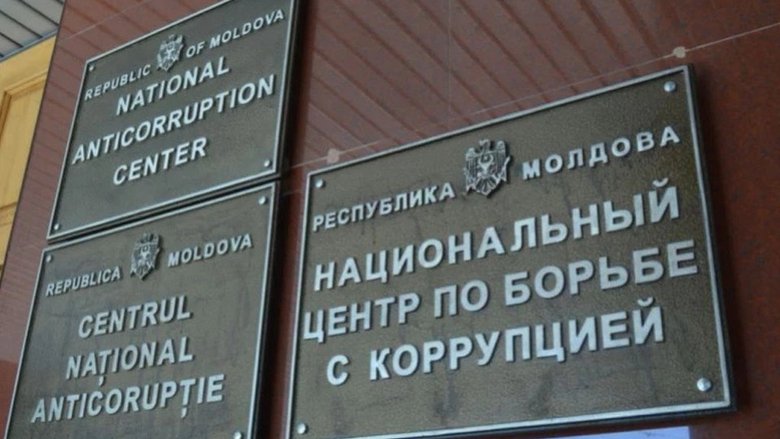 REPUBLIC OF MOLDOVA
NATIONAL
ANTICORRUPTION
CENTER
REPUBLICA MOLDOVA
CENTRUL
NAȚIONAL
ANTICORUPȚIE
РЕСПУБЛИКА МОЛДОВА
НАЦИОНАЛЬНЫЙ
ЦЕНТР ПО БОРЬБЕ
С КОРРУПЦИЕЙ